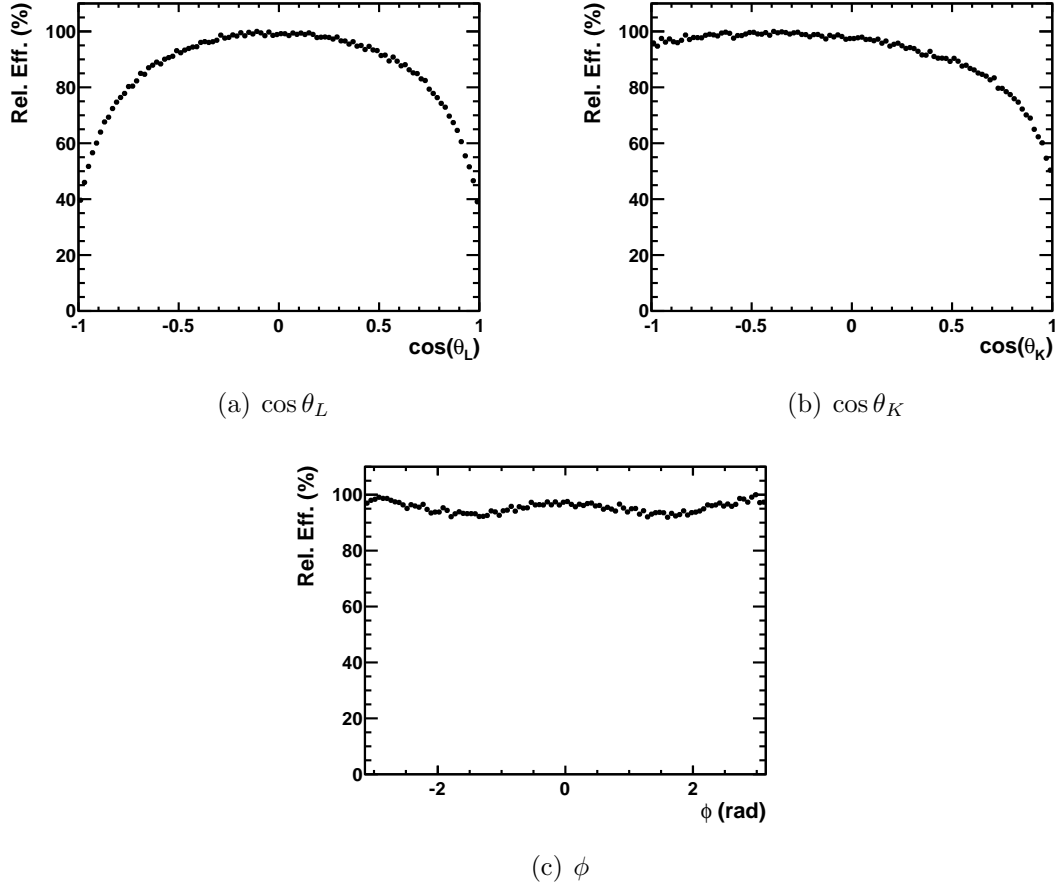 Rel. Eff. (%)
100
80
60
40
20
0
-1 -0.5 0 0.5 1
cos(θL)
(a) cos θL
Rel. Eff. (%)
100
80
60
40
20
0
-1 -0.5 0 0.5 1
cos(θK)
(b) cos θK
Rel. Eff. (%)
100
80
60
40
20
0
-2 0 2
ϕ (rad)
(c) ϕ